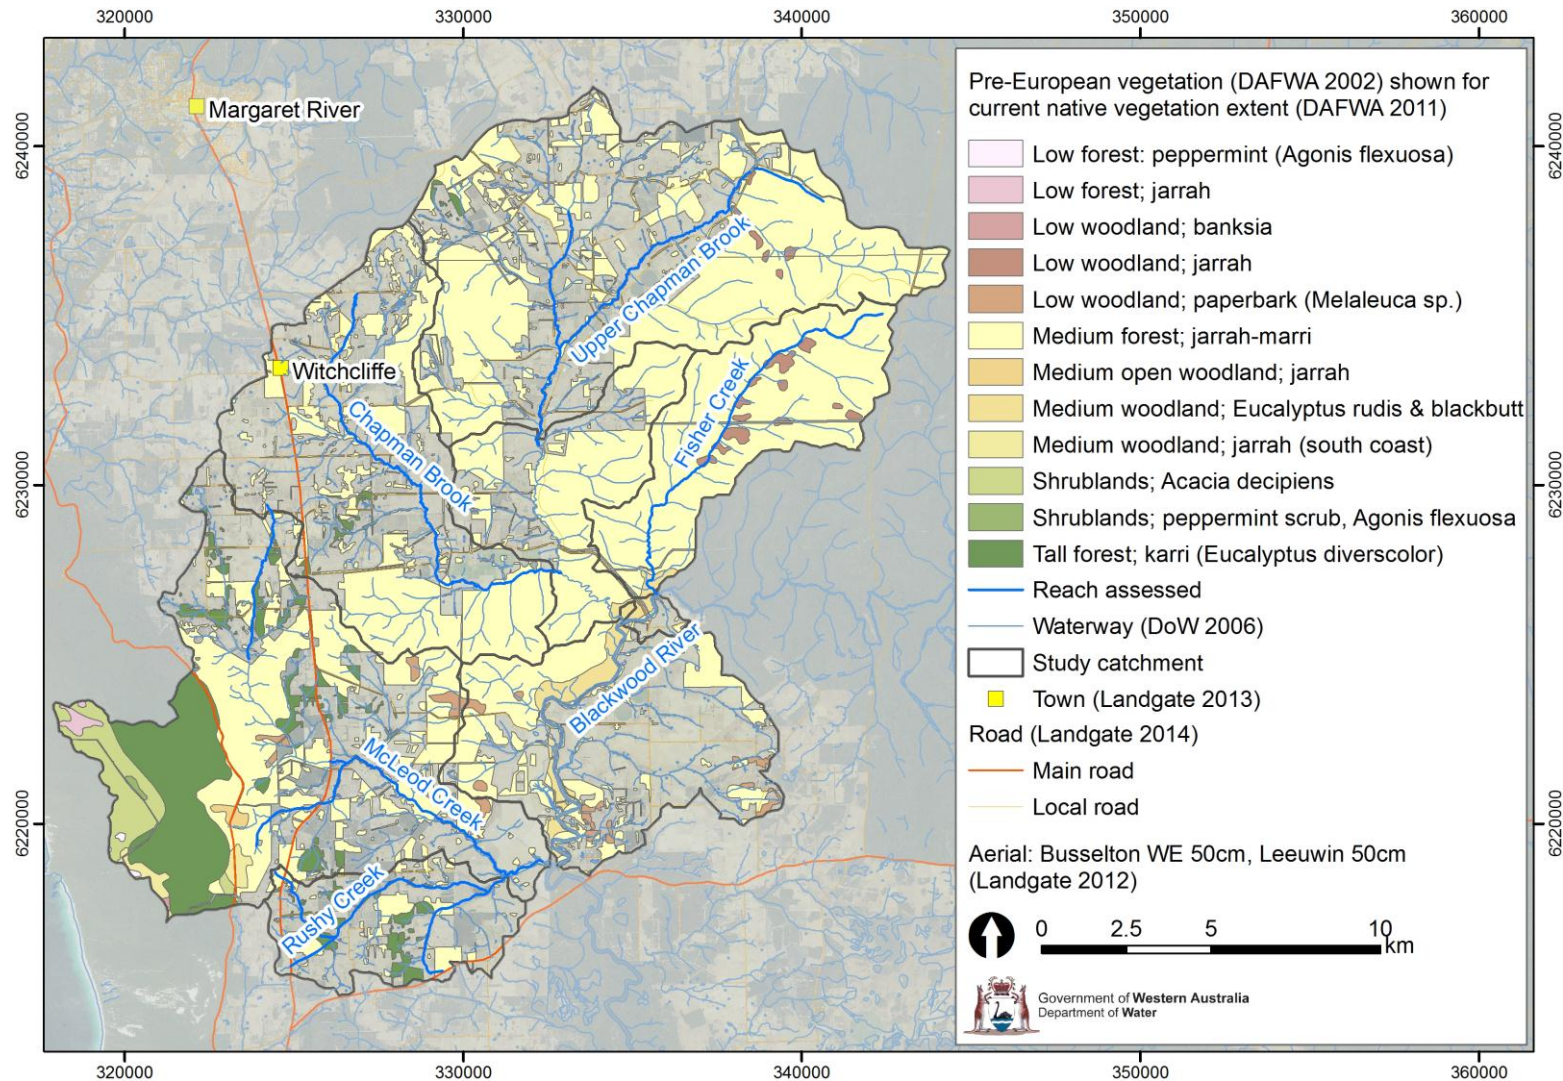 320000 330000 340000 350000 360000
Pre-European vegetation (DAFWA 2002) shown for
current native vegetation extent (DAFWA 2011)
Low forest: peppermint (Agonis flexuosa)
Low forest; jarrah
Low woodland; banksia
Low woodland; jarrah
Low woodland; paperbark (Melaleuca sp.)
Medium forest; jarrah-marri
Medium open woodland; jarrah
Medium woodland; Eucalyptus rudis & blackbutt
Medium woodland; jarrah (south coast)
Shrublands; Acacia decipiens
Shrublands; peppermint scrub, Agonis flexuosa
Tall forest; karri (Eucalyptus diverscolor)
Reach assessed
Waterway (DoW 2006)
Study catchment
Town (Landgate 2013)
Road (Landgate 2014)
Main road
Local road
Aerial: Busselton WE 50cm, Leeuwin 50cm
(Landgate 2012)
0 2.5 5 10
km
Government of Western Australia
Department of Water
Margaret River
Witchcliffe
Upper Chapman Brook
Fisher Creek
Chapman Brook
Blackwood River
McLeod Creek
Rushy Creek
6240000
6230000
6220000
6240000
6230000
6220000
320000 330000 340000 350000 360000